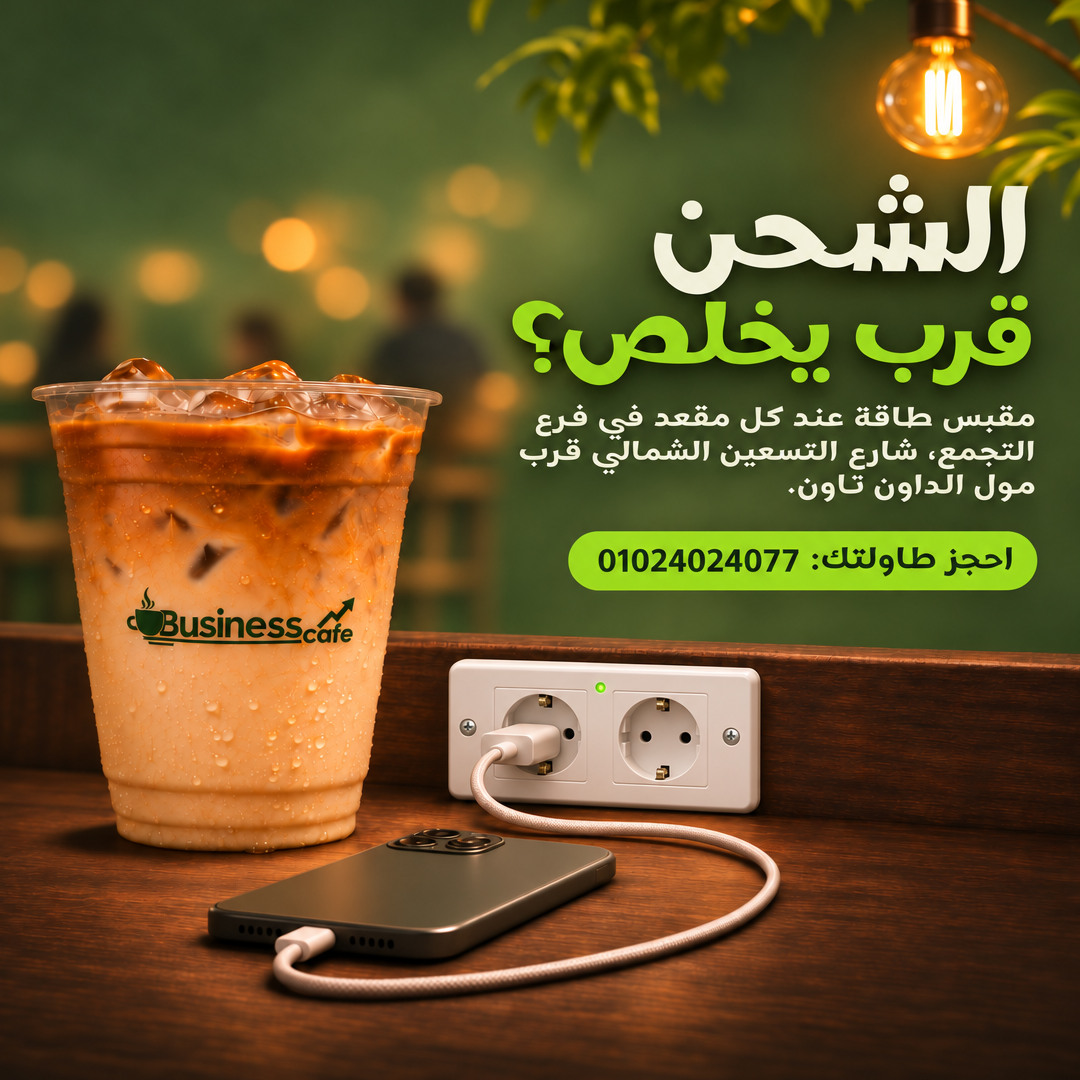 الشحن
قرب يخلص؟
مقبس طاقة عند كل مقعد في فرع
التجمع، شارع التسعين الشمالي قرب
مول الداون تاون.
احجز طاولتك: 01024024077
Business cafe